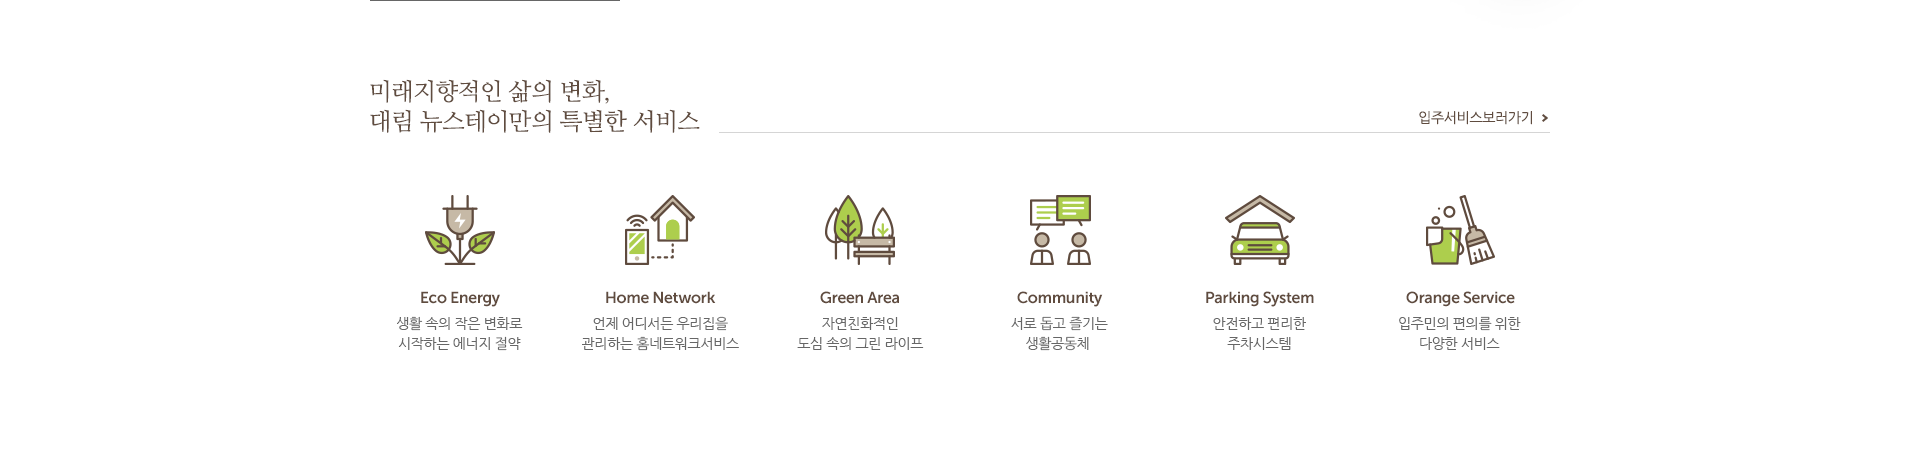 미래지향적인 삶의 변화,
대림 뉴스테이만의 특별한 서비스
입주서비스보러가기
Eco Energy
생활 속의 작은 변화로
시작하는 에너지 절약
Home Network
언제 어디서든 우리집을
관리하는 홈네트워크서비스
Green Area
자연친화적인
도심 속의 그린 라이프
Community
서로 돕고 즐기는
생활공동체
Parking System
안전하고 편리한
주차시스템
Orange Service
입주민의 편의를 위한
다양한 서비스